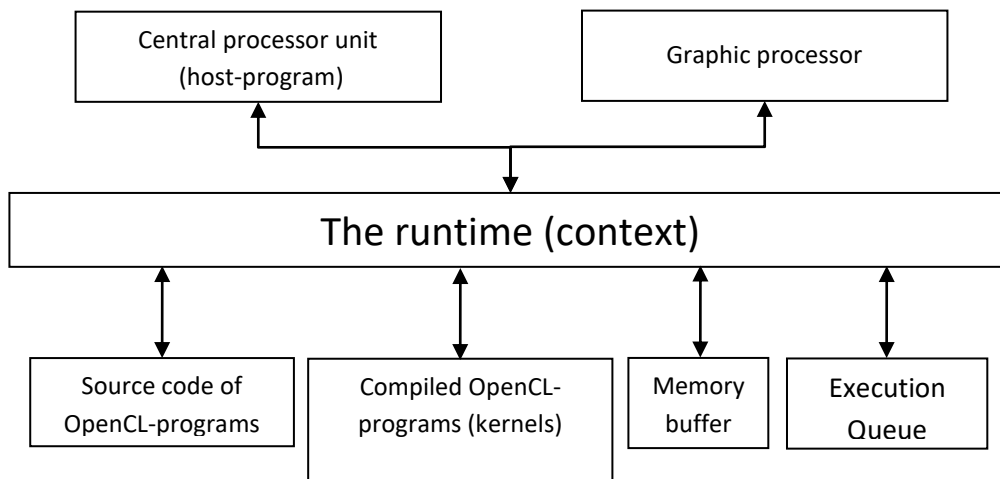 Central processor unit
(host-program)
Graphic processor
The runtime (context)
Source code of
OpenCL-programs
Compiled OpenCL-
programs (kernels)
Memory
buffer
Execution
Queue